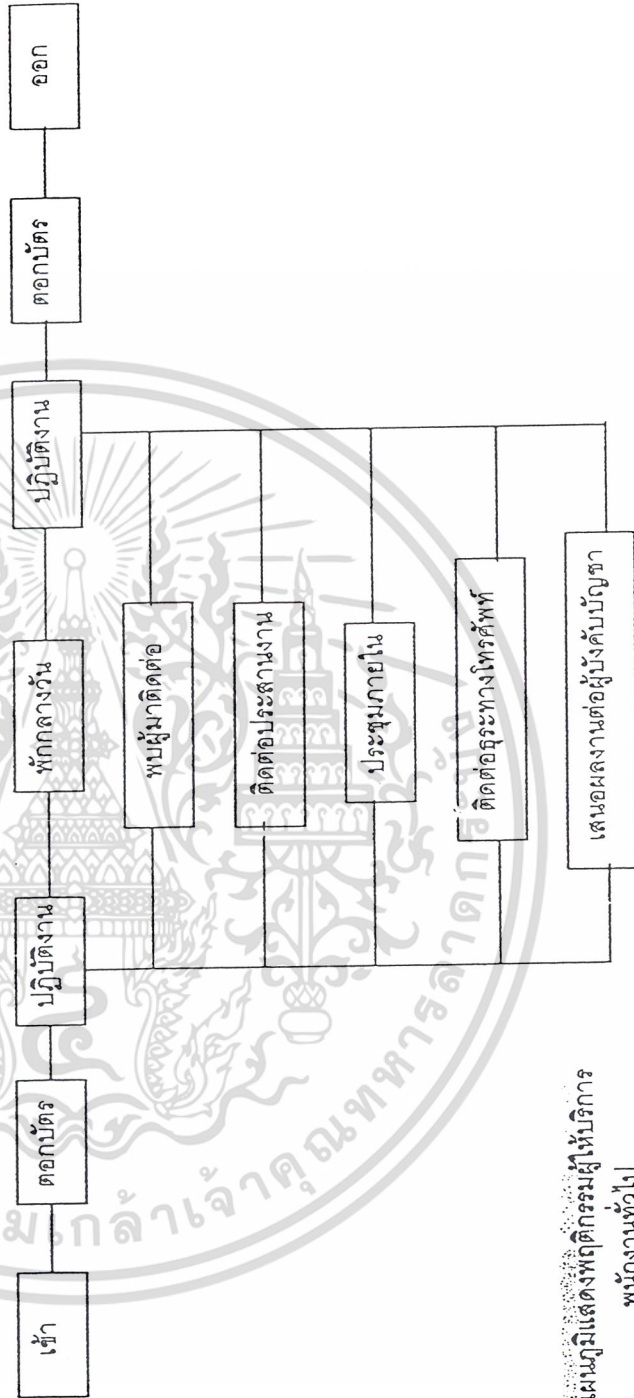 เข้า
ตอกบัตร
ปฏิบัติงาน
พักกลางวัน
ปฏิบัติงาน
ตอกบัตร
ออก
พบผู้มาติดต่อ
ติดต่อประสานงาน
ประชุมภายใน
ติดต่อธุระทางโทรศัพท์
เสนอผลงานต่อผู้บังคับบัญชา
แผนภูมิแสดงพฤติกรรมผู้ให้บริการ
พนักงานทั่วไป